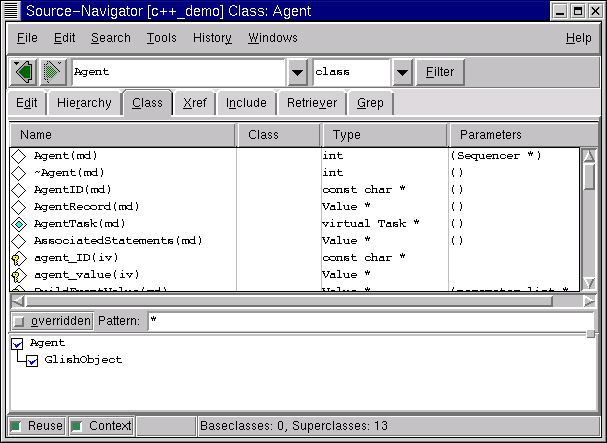 Source-Navigator [c++_demo] Class: Agent
File Edit Search Tools History Windows Help
Agent class Filter
Edit Hierarchy Class Xref Include Retriever Grep
Name Class Type Parameters
Agent(md) int (Sequencer *)
~Agent(md) int ()
AgentID(md) const char * ()
AgentRecord(md) Value * ()
AgentTask(md) virtual Task * ()
AssociatedStatements(md) Value * ()
agent_ID(iv) const char *
agent_value(iv) Value *
BuildEventValue(md) Value * (parameter_list *
overridden Pattern: *
Agent
GlishObject
Reuse Context Baseclasses: 0, Superclasses: 13